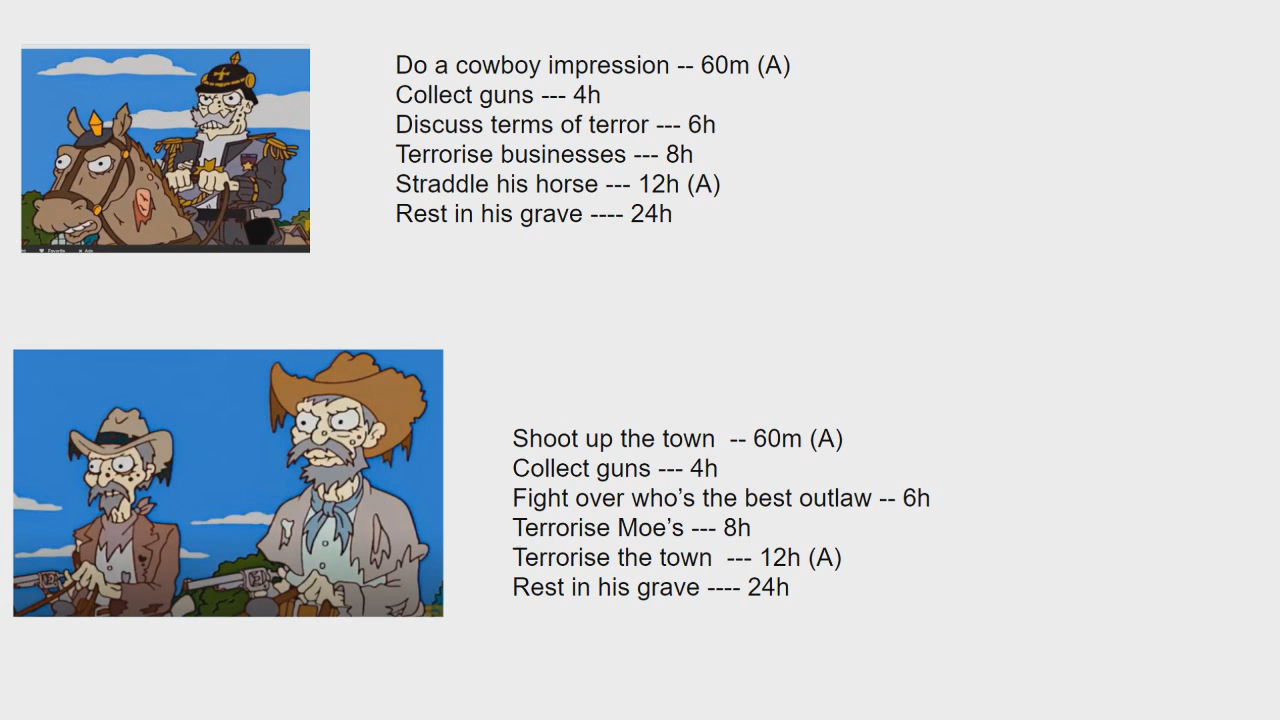 Do a cowboy impression -- 60m (A)
Collect guns --- 4h
Discuss terms of terror --- 6h
Terrorise businesses --- 8h
Straddle his horse --- 12h (A)
Rest in his grave ---- 24h
Favorite
Shoot up the town -- 60m (A)
Collect guns --- 4h
Fight over who’s the best outlaw -- 6h
Terrorise Moe’s --- 8h
Terrorise the town --- 12h (A)
Rest in his grave ---- 24h